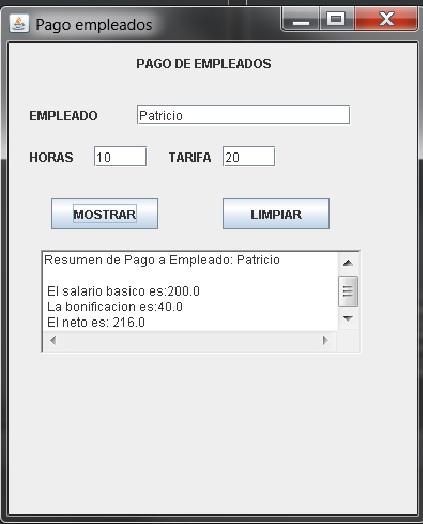 Pago empleados
PAGO DE EMPLEADOS
EMPLEADO Patricio
HORAS 10 TARIFA 20
MOSTRAR LIMPIAR
Resumen de Pago a Empleado: Patricio
El salario basico es:200.0
La bonificacion es:40.0
El neto es: 216.0